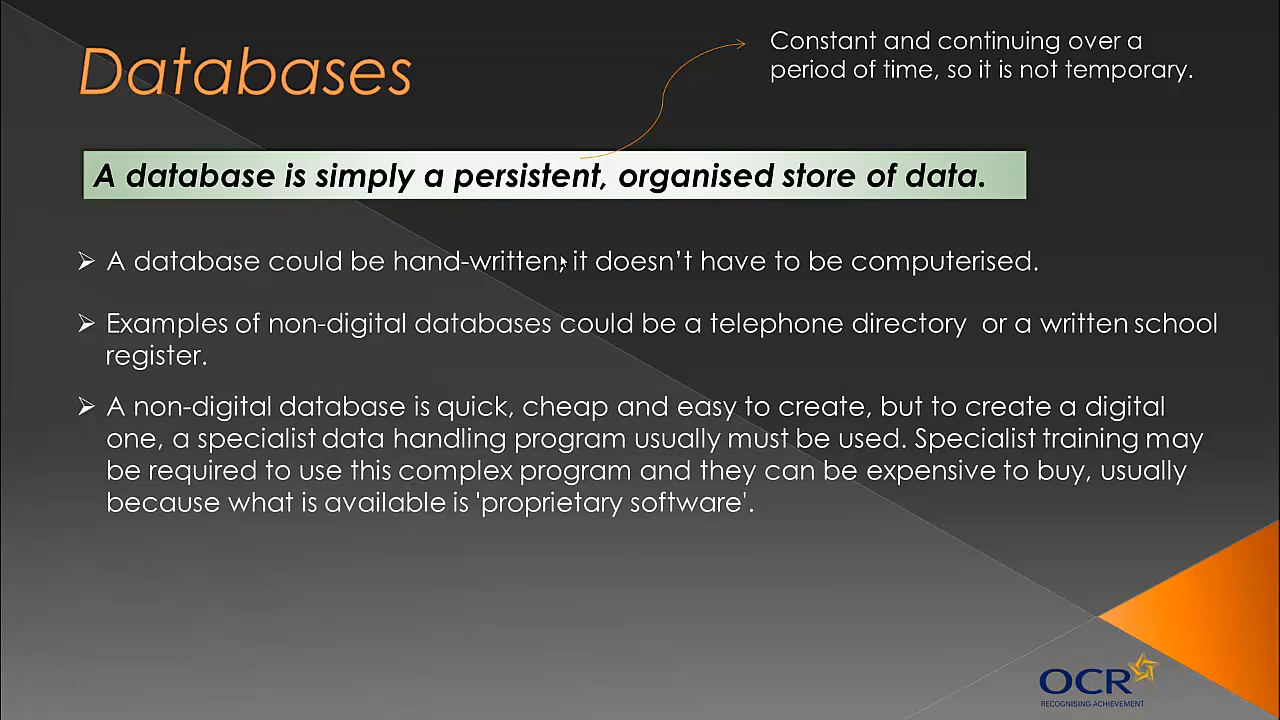 Databases
Constant and continuing over a
period of time, so it is not temporary.
A database is simply a persistent, organised store of data.
➢ A database could be hand-written; it doesn’t have to be computerised.
➢ Examples of non-digital databases could be a telephone directory or a written school
register.
➢ A non-digital database is quick, cheap and easy to create, but to create a digital
one, a specialist data handling program usually must be used. Specialist training may
be required to use this complex program and they can be expensive to buy, usually
because what is available is 'proprietary software'.
OCR
RECOGNISING ACHIEVEMENT